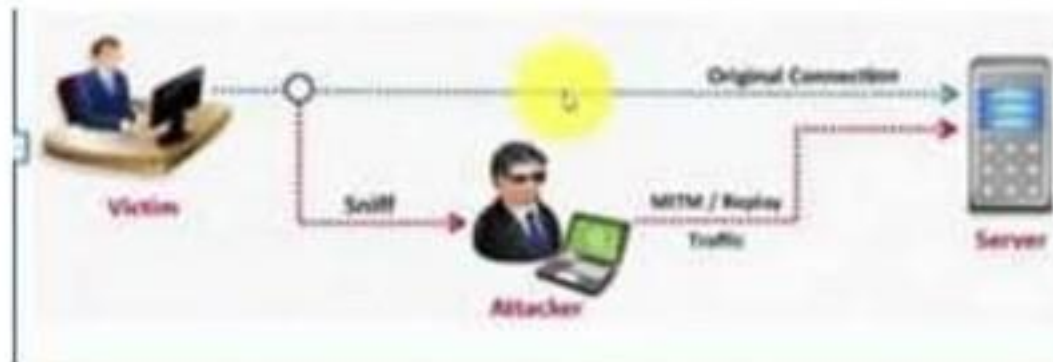 Original Connection
Victim
Sniff
MITM / Replay
Traffic
Server
Attacker